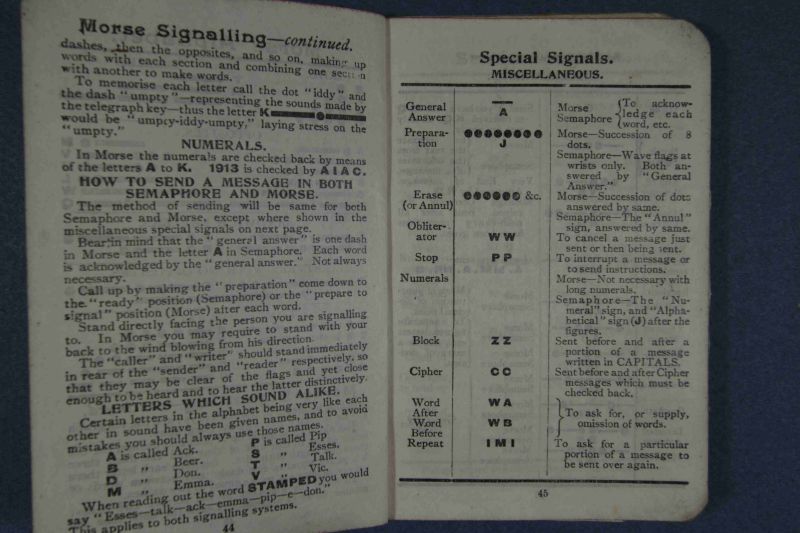 Morse Signalling—continued.
dashes, then the opposites, and so on, making up
words with each section and combining one section
with another to make words.
To memorise each letter call the dot "iddy" and
the dash "umpty"—representing the sounds made by
the telegraph key—thus the letter K
would be "umpty-iddy-umpty," laying stress on the
"umpty."
NUMERALS.
In Morse the numerals are checked back by means
of the letters A to K. 1913 is checked by A I A C.
HOW TO SEND A MESSAGE IN BOTH
SEMAPHORE AND MORSE.
The method of sending will be same for both
Semaphore and Morse, except where shown in the
miscellaneous special signals on next page.
Bear in mind that the "general answer" is one dash
in Morse and the letter A in Semaphore. Each word
is acknowledged by the "general answer." Not always
necessary.
Call up by making the "preparation" come down to
the "ready" position (Semaphore) or the "prepare to
signal" position (Morse) after each word.
Stand directly facing the person you are signalling
to. In Morse you may require to stand with your
back to the wind blowing from his direction.
The "caller" and "writer" should stand immediately
in rear of the "sender" and "reader" respectively, so
that they may be clear of the flags and yet close
enough to be heard and to hear the latter distinctively.
LETTERS WHICH SOUND ALIKE.
Certain letters in the alphabet being very like each
other in sound have been given names, and to avoid
mistakes you should always use those names.
A is called Ack. P is called Pip
B „ Beer. S „ Esses.
D „ Don. T „ Talk.
M „ Emma. V „ Vic.
When reading out the word STAMPED you would
say "Esses—talk—ack—emma—pip—e—don."
This applies to both signalling systems.
44
Special Signals.
MISCELLANEOUS.
General Answer — A Morse Semaphore {To acknowledge each word, etc.
Prepara-
tion ●●●●●●●● J Morse—Succession of 8
dots.
Semaphore—Wave flags at
wrists only. Both an-
swered by "General
Answer."
Erase ●●●●●● &c. Morse—Succession of dots
(or Annul) answered by same.
Semaphore—The "Annul"
sign, answered by same.
Obliter-
ator W W To cancel a message just
sent or then being sent.
Stop P P To interrupt a message or
to send instructions.
Numerals Morse—Not necessary with
long numerals.
Semaphore—The "Nu-
meral" sign, and "Alpha-
betical" sign (J) after the
figures.
Block Z Z Sent before and after a
portion of a message
written in CAPITALS.
Cipher C C Sent before and after Cipher
messages which must be
checked back.
Word W A
After
Word W B
Before
}To ask for, or supply,
omission of words.
Repeat I M I To ask for a particular
portion of a message to
be sent over again.
45